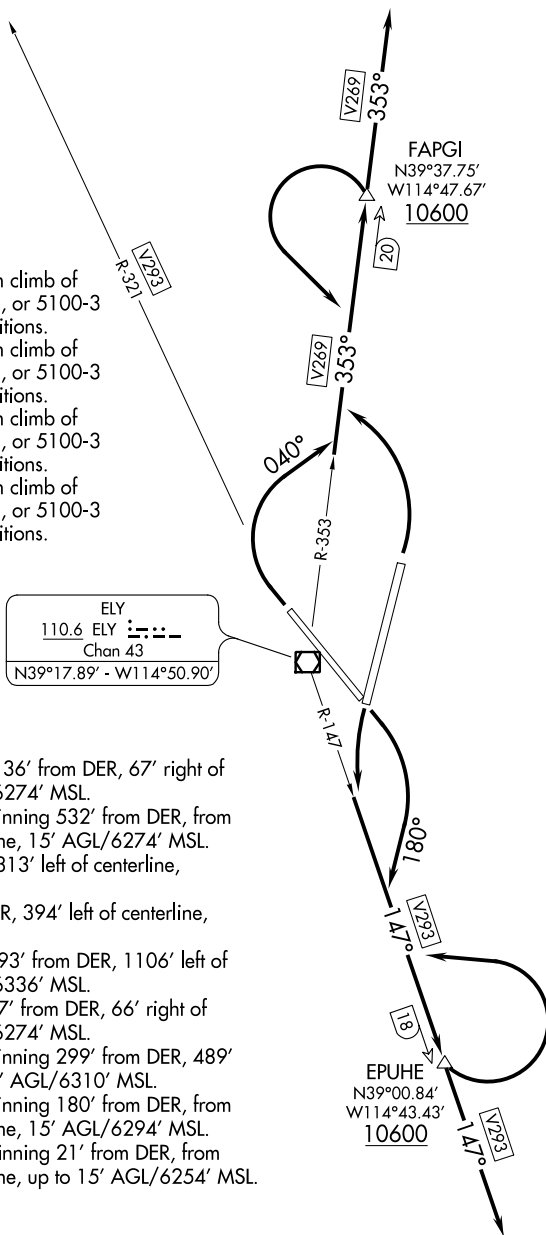 V269
353°
FAPGI
N39°37.75′
W114°47.67′
10600
20
V293
R-321
n climb of
, or 5100-3
itions.
n climb of
, or 5100-3
itions.
n climb of
, or 5100-3
itions.
n climb of
, or 5100-3
itions.
V269
353°
040°
R-353
ELY
110.6 ELY
Chan 43
N39°17.89′ - W114°50.90′
R-147
36′ from DER, 67′ right of
6274′ MSL.
nning 532′ from DER, from
ne, 15′ AGL/6274′ MSL.
313′ left of centerline,
R, 394′ left of centerline,
93′ from DER, 1106′ left of
6336′ MSL.
7′ from DER, 66′ right of
6274′ MSL.
nning 299′ from DER, 489′
′ AGL/6310′ MSL.
nning 180′ from DER, from
ne, 15′ AGL/6294′ MSL.
inning 21′ from DER, from
ne, up to 15′ AGL/6254′ MSL.
180°
147°
V293
18
EPUHE
N39°00.84′
W114°43.43′
10600
147°
V293